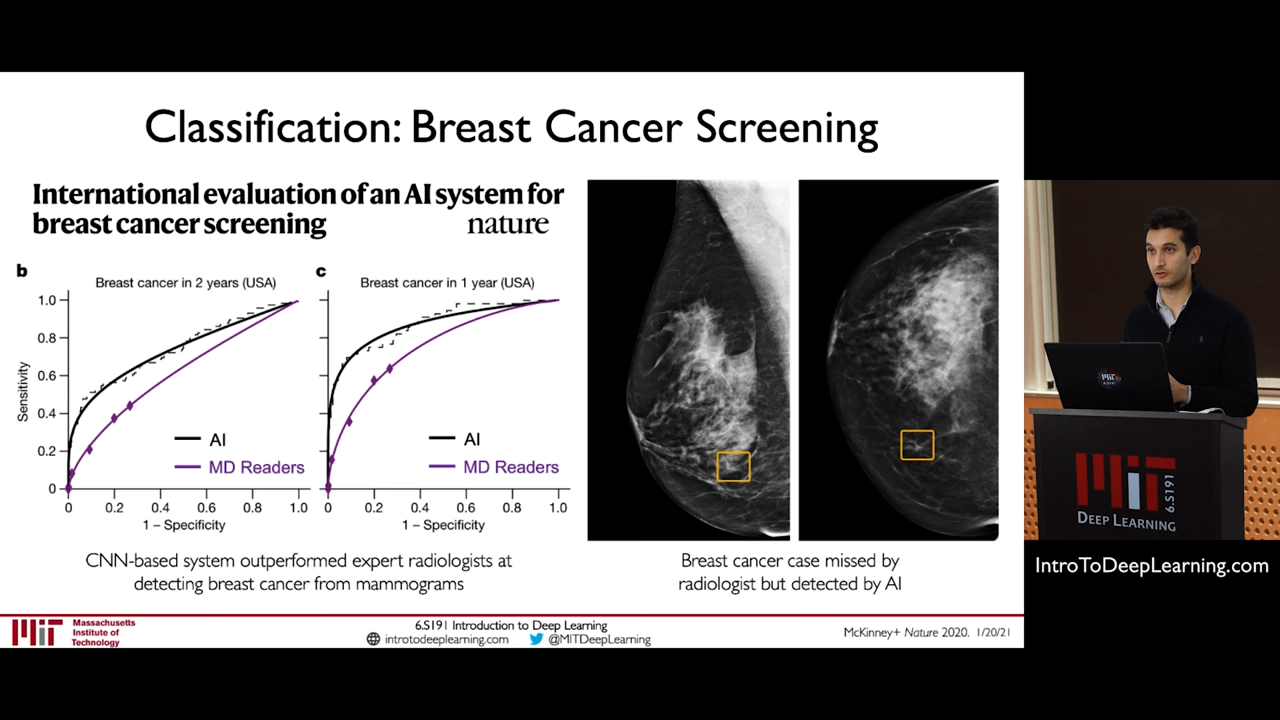 Classification: Breast Cancer Screening
International evaluation of an AI system for
breast cancer screening
nature
b
Breast cancer in 2 years (USA)
1.0
0.8
0.6
0.4
0.2
0
Sensitivity
AI
MD Readers
0 0.2 0.4 0.6 0.8 1.0
1 – Specificity
c
Breast cancer in 1 year (USA)
AI
MD Readers
0 0.2 0.4 0.6 0.8 1.0
1 – Specificity
CNN-based system outperformed expert radiologists at
detecting breast cancer from mammograms
Breast cancer case missed by
radiologist but detected by AI
MIT
Massachusetts
Institute of
Technology
6.S191 Introduction to Deep Learning
introtodeeplearning.com @MITDeepLearning
McKinney+ Nature 2020. 1/20/21
MIT
6.S191
MIT
6.S191
DEEP LEARNING
IntroToDeepLearning.com